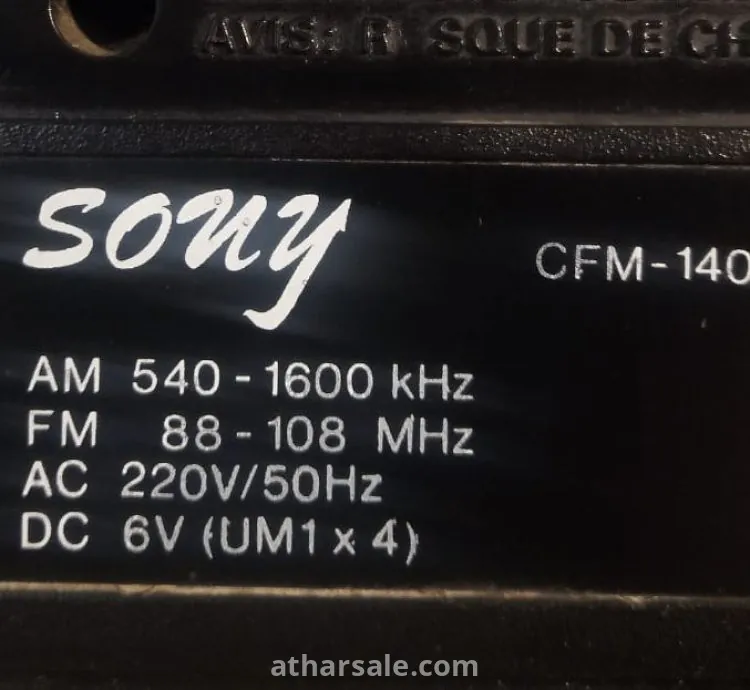 AVIS: RISQUE DE CH
SONY
CFM-140
AM 540 - 1600 kHz
FM 88 - 108 MHz
AC 220V/50Hz
DC 6V (UM1 x 4)
atharsale.com